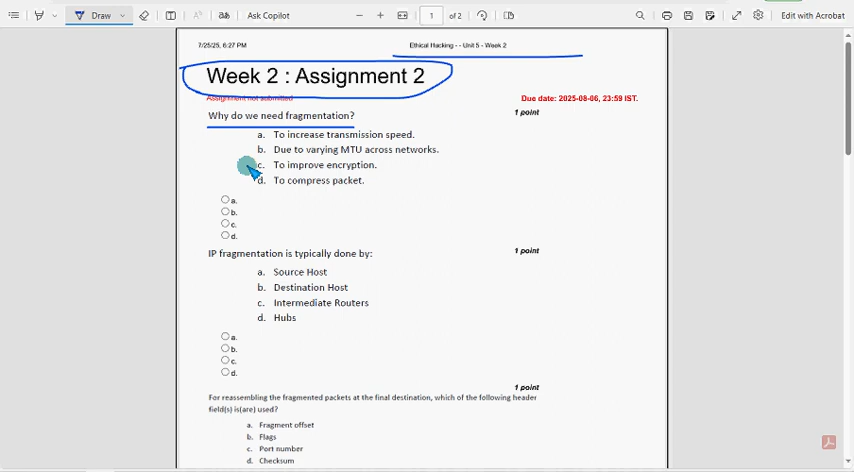 Draw
Ask Copilot
1 of 2
Edit with Acrobat
7/25/25, 6:27 PM
Ethical Hacking - - Unit 5 - Week 2
Week 2 : Assignment 2
Assignment not submitted
Due date: 2025-08-06, 23:59 IST.
Why do we need fragmentation?
1 point
a. To increase transmission speed.
b. Due to varying MTU across networks.
c. To improve encryption.
d. To compress packet.
a.
b.
c.
d.
IP fragmentation is typically done by:
1 point
a. Source Host
b. Destination Host
c. Intermediate Routers
d. Hubs
a.
b.
c.
d.
1 point
For reassembling the fragmented packets at the final destination, which of the following header
field(s) is(are) used?
a. Fragment offset
b. Flags
c. Port number
d. Checksum